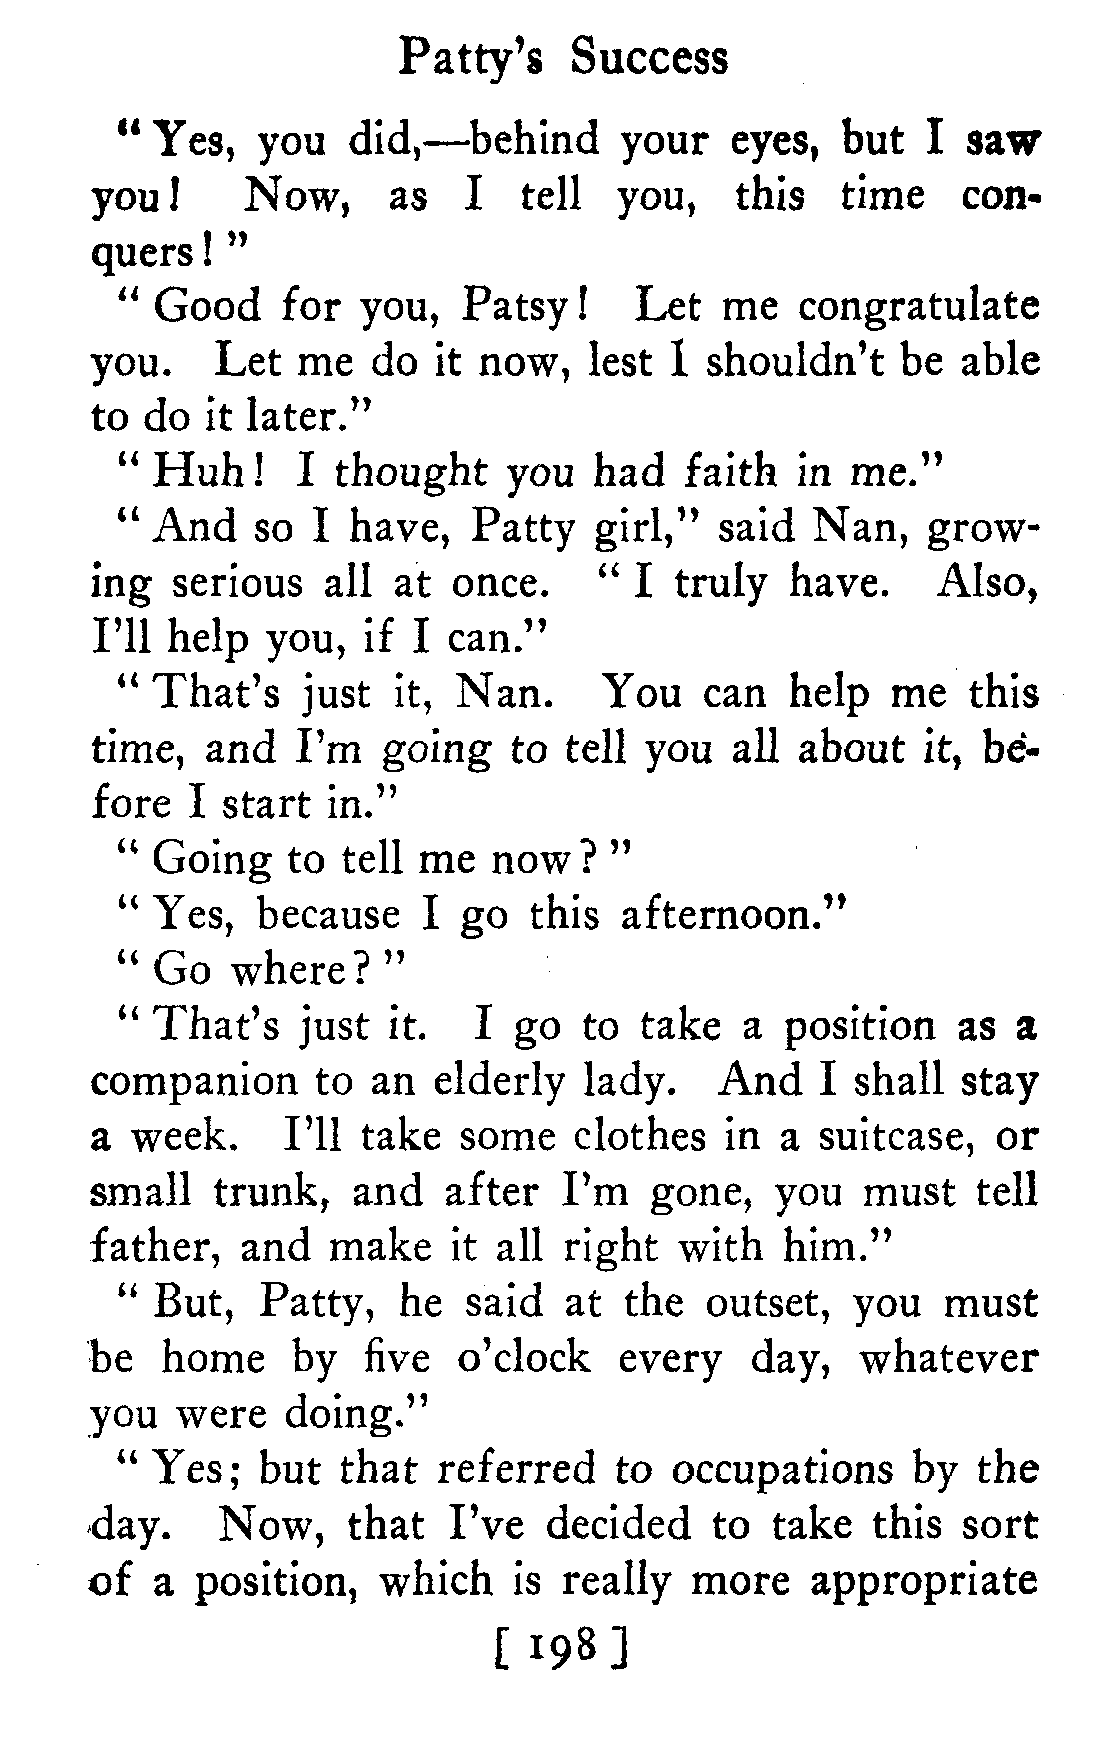 Patty's Success
" Yes, you did,—behind your eyes, but I saw
you! Now, as I tell you, this time con-
quers! "
" Good for you, Patsy! Let me congratulate
you. Let me do it now, lest I shouldn't be able
to do it later."
" Huh! I thought you had faith in me."
" And so I have, Patty girl," said Nan, grow-
ing serious all at once. " I truly have. Also,
I'll help you, if I can."
" That's just it, Nan. You can help me this
time, and I'm going to tell you all about it, be-
fore I start in."
" Going to tell me now? "
" Yes, because I go this afternoon."
" Go where? "
" That's just it. I go to take a position as a
companion to an elderly lady. And I shall stay
a week. I'll take some clothes in a suitcase, or
small trunk, and after I'm gone, you must tell
father, and make it all right with him."
" But, Patty, he said at the outset, you must
be home by five o'clock every day, whatever
you were doing."
" Yes; but that referred to occupations by the
day. Now, that I've decided to take this sort
of a position, which is really more appropriate
[ 198 ]